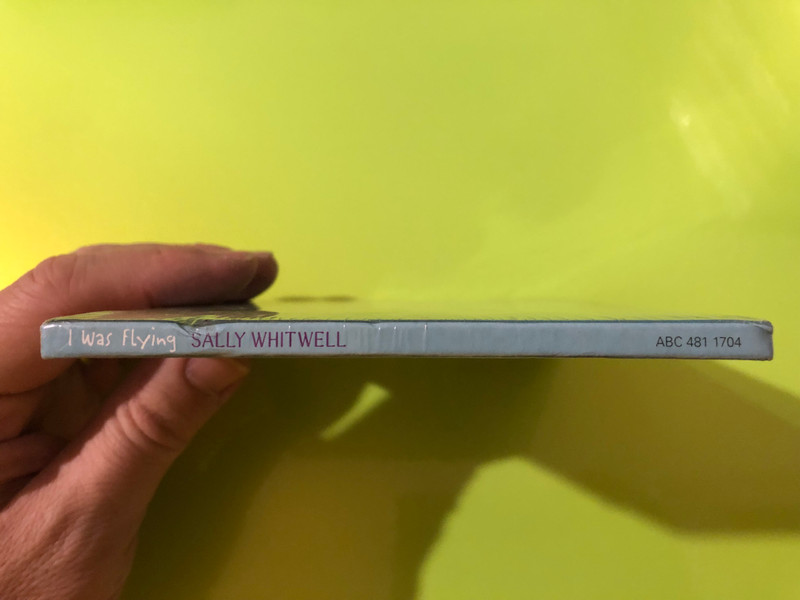 I Was Flying SALLY WHITWELL ABC 481 1704